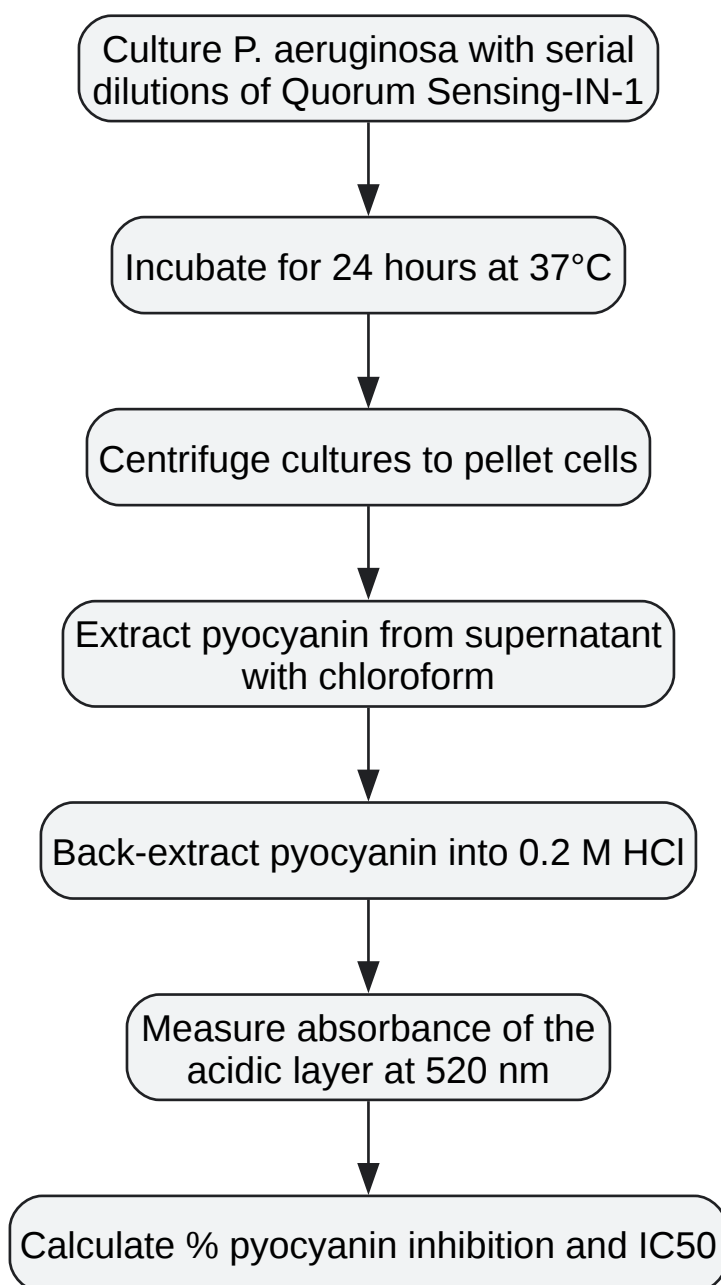 Culture P. aeruginosa with serial
dilutions of Quorum Sensing-IN-1
Incubate for 24 hours at 37°C
Centrifuge cultures to pellet cells
Extract pyocyanin from supernatant
with chloroform
Back-extract pyocyanin into 0.2 M HCl
Measure absorbance of the
acidic layer at 520 nm
Calculate % pyocyanin inhibition and IC50